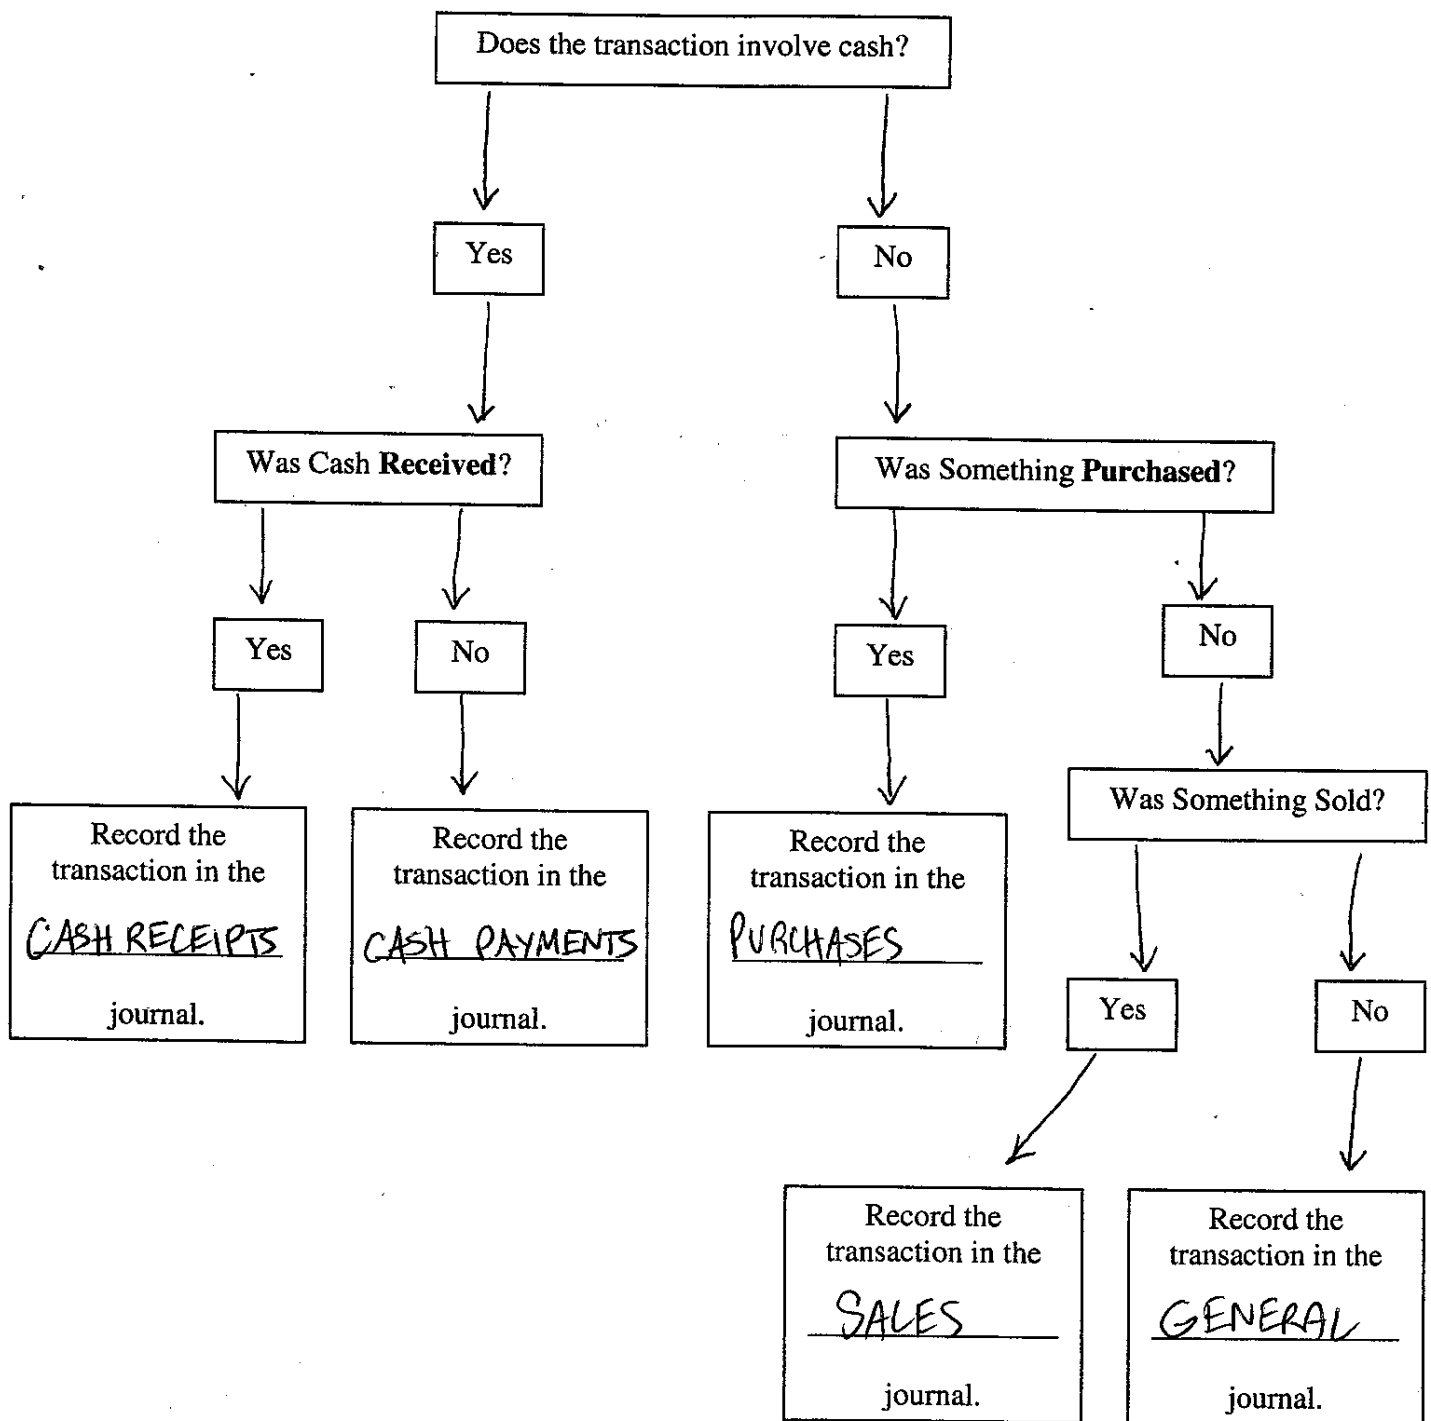 Does the transaction involve cash?
Yes
No
Was Cash Received?
Was Something Purchased?
Yes
No
Yes
No
Was Something Sold?
Record the
transaction in the
CASH RECEIPTS
journal.
Record the
transaction in the
CASH PAYMENTS
journal.
Record the
transaction in the
PURCHASES
journal.
Yes
No
Record the
transaction in the
SALES
journal.
Record the
transaction in the
GENERAL
journal.